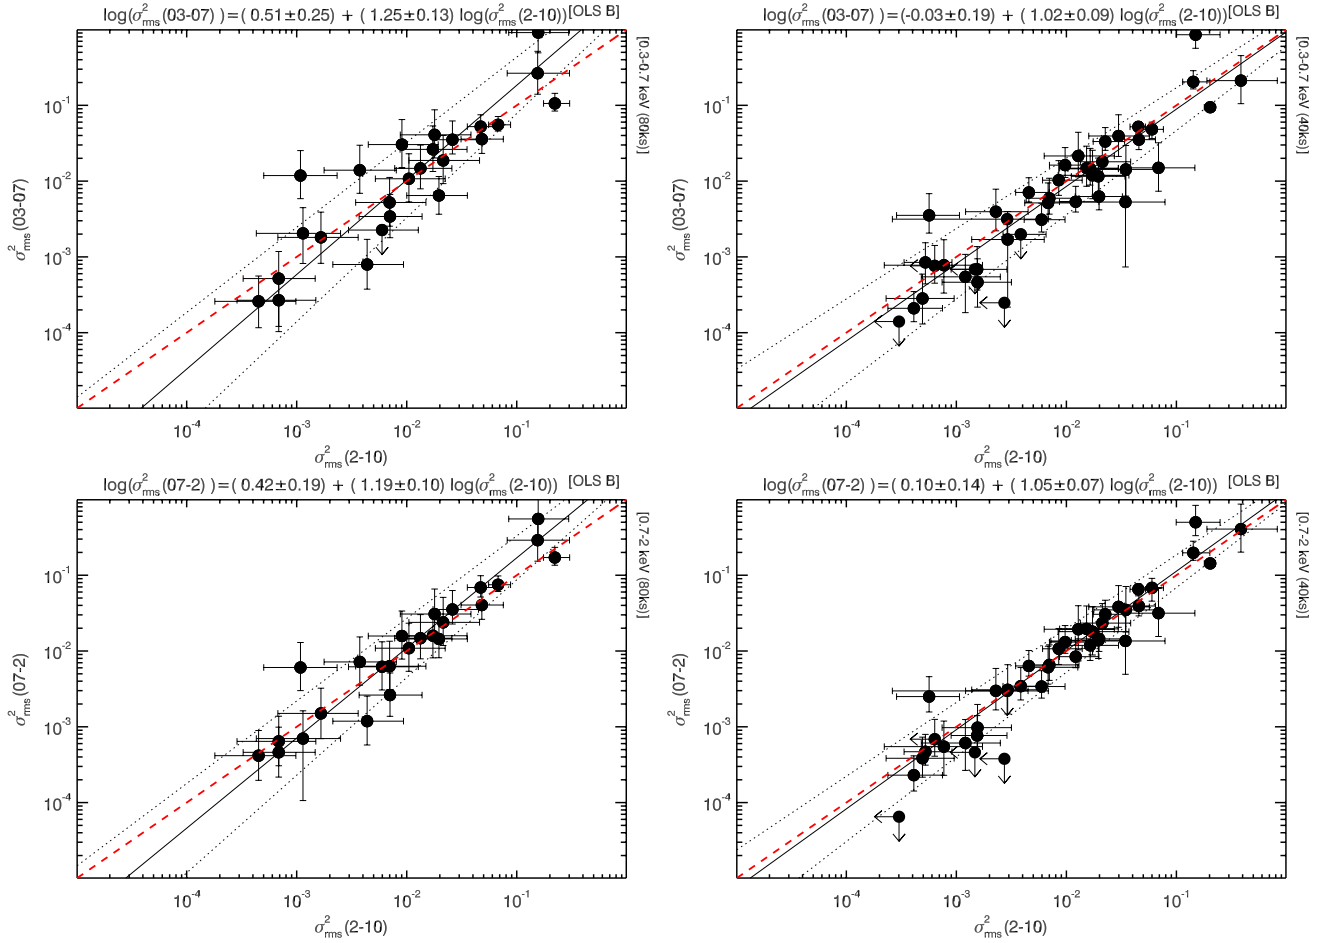 log(σ²rms(03-07) )=( 0.51±0.25) + ( 1.25±0.13) log(σ²rms(2-10)) [OLS B]
[0.3-0.7 keV (80ks)]
σ²rms(03-07)
10⁻¹
10⁻²
10⁻³
10⁻⁴
10⁻⁴ 10⁻³ 10⁻² 10⁻¹
σ²rms(2-10)
log(σ²rms(03-07) )=(-0.03±0.19) + ( 1.02±0.09) log(σ²rms(2-10)) [OLS B]
[0.3-0.7 keV (40ks)]
σ²rms(03-07)
10⁻¹
10⁻²
10⁻³
10⁻⁴
10⁻⁴ 10⁻³ 10⁻² 10⁻¹
σ²rms(2-10)
log(σ²rms(07-2) )=( 0.42±0.19) + ( 1.19±0.10) log(σ²rms(2-10)) [OLS B]
[0.7-2 keV (80ks)]
σ²rms(07-2)
10⁻¹
10⁻²
10⁻³
10⁻⁴
10⁻⁴ 10⁻³ 10⁻² 10⁻¹
σ²rms(2-10)
log(σ²rms(07-2) )=( 0.10±0.14) + ( 1.05±0.07) log(σ²rms(2-10)) [OLS B]
[0.7-2 keV (40ks)]
σ²rms(07-2)
10⁻¹
10⁻²
10⁻³
10⁻⁴
10⁻⁴ 10⁻³ 10⁻² 10⁻¹
σ²rms(2-10)